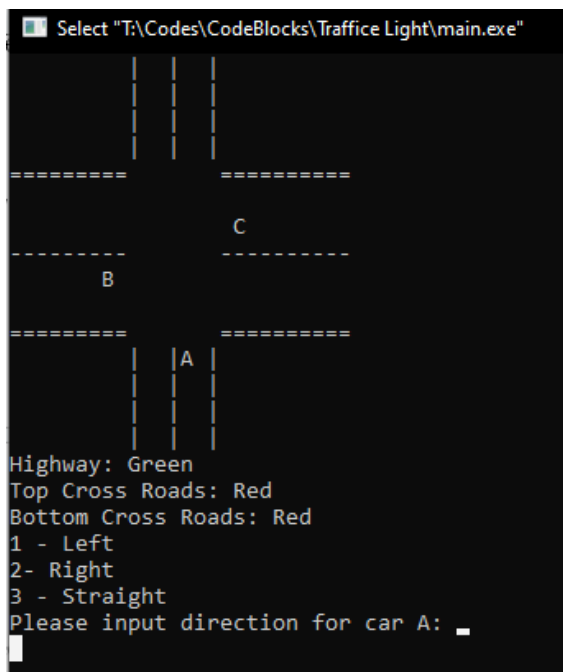 Select "T:\Codes\CodeBlocks\Traffice Light\main.exe"
| | |
| | |
| | |
| | |
========= ==========
C
--------- ----------
B
========= ==========
| |A |
| | |
| | |
| | |
Highway: Green
Top Cross Roads: Red
Bottom Cross Roads: Red
1 - Left
2- Right
3 - Straight
Please input direction for car A: _